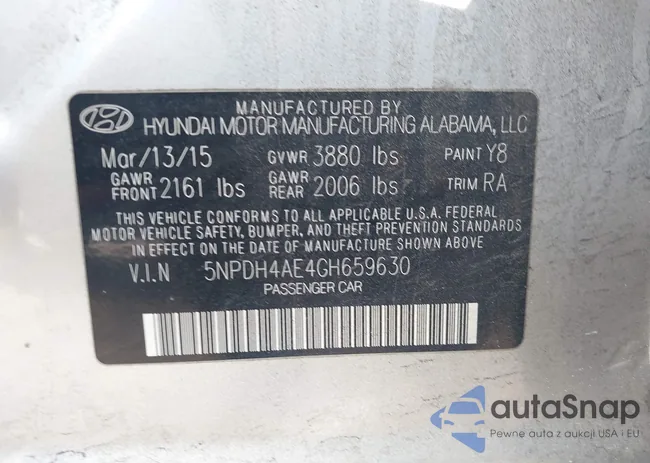 MANUFACTURED BY
HYUNDAI MOTOR MANUFACTURING ALABAMA, LLC
Mar/13/15 GVWR 3880 lbs PAINT Y8
GAWR FRONT 2161 lbs GAWR REAR 2006 lbs TRIM RA
THIS VEHICLE CONFORMS TO ALL APPLICABLE U.S.A. FEDERAL
MOTOR VEHICLE SAFETY, BUMPER, AND THEFT PREVENTION STANDARDS
IN EFFECT ON THE DATE OF MANUFACTURE SHOWN ABOVE
V.I.N 5NPDH4AE4GH659630
PASSENGER CAR
autaSnap
Pewne auta z aukcji USA i EU